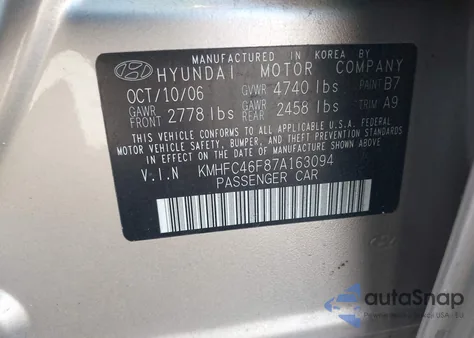 MANUFACTURED IN KOREA BY
HYUNDAI MOTOR COMPANY
OCT/10/06 GVWR 4740 lbs PAINT B7
GAWR FRONT 2778 lbs GAWR REAR 2458 lbs TRIM A9
THIS VEHICLE CONFORMS TO ALL APPLICABLE U.S.A. FEDERAL
MOTOR VEHICLE SAFETY, BUMPER, AND THEFT PREVENTION
STANDARDS IN EFFECT ON THE DATE OF MANUFACTURE SHOWN ABOVE.
V.I.N KMHFC46F87A163094
PASSENGER CAR
autoSnap